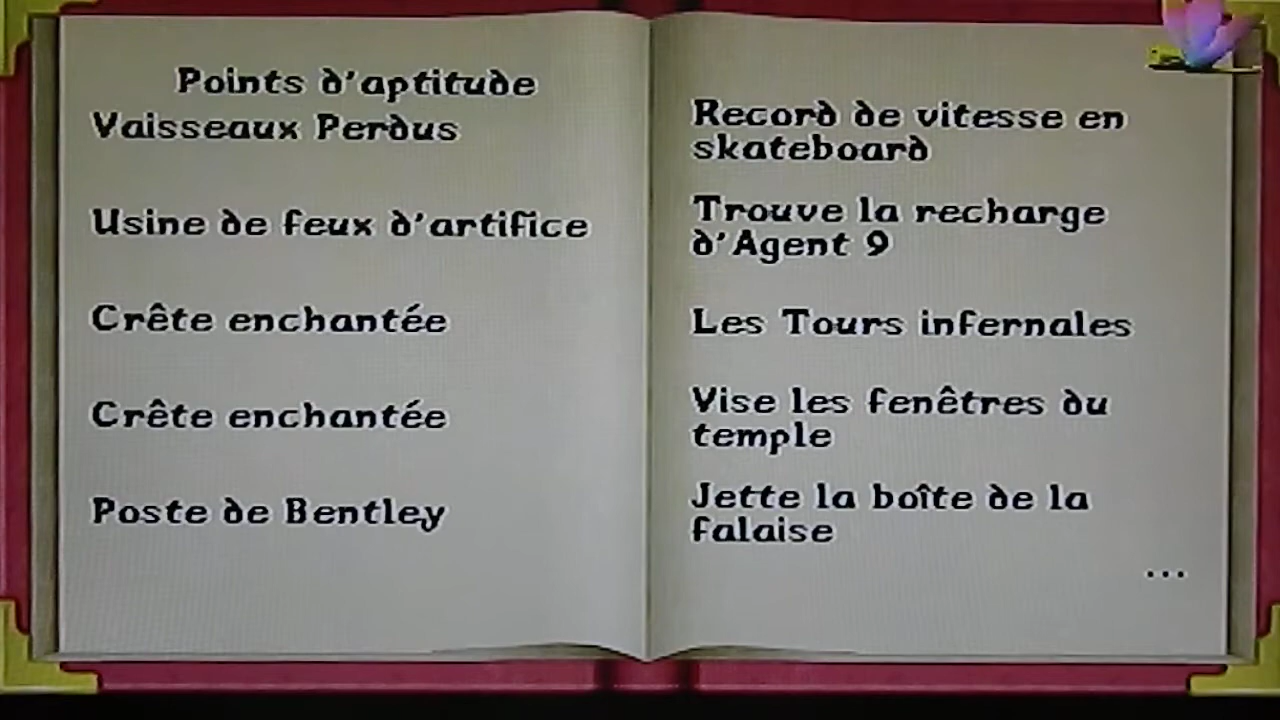 Points d'aptitude
Vaisseaux Perdus
Record de vitesse en
skateboard
Usine de feux d'artifice
Trouve la recharge
d'Agent 9
Crête enchantée
Les Tours infernales
Crête enchantée
Vise les fenêtres du
temple
Poste de Bentley
Jette la boîte de la
falaise
...